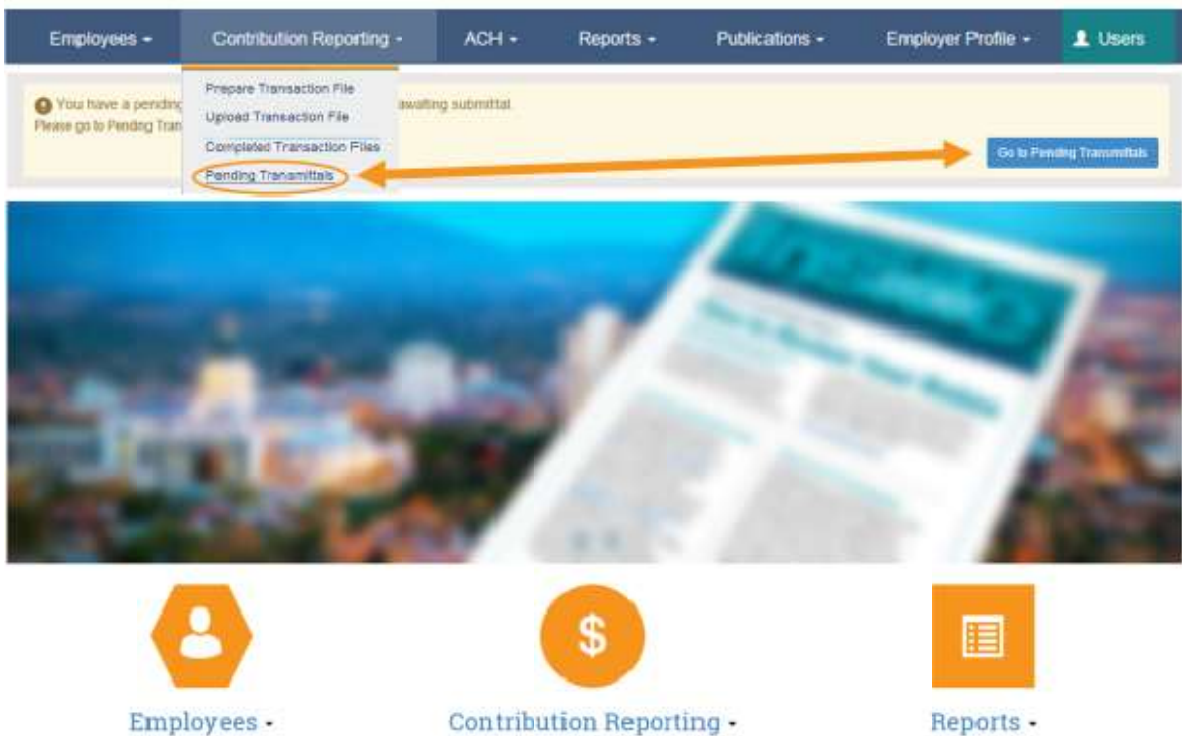 Employees
Contribution Reporting
ACH
Reports
Publications
Employer Profile
Users
You have a pending
awaiting submittal
Please go to Pending Tran
Prepare Transaction File
Upload Transaction File
Completed Transaction Files
Pending Transmittals
Go to Pending Transmittals
Employees
Contribution Reporting
Reports